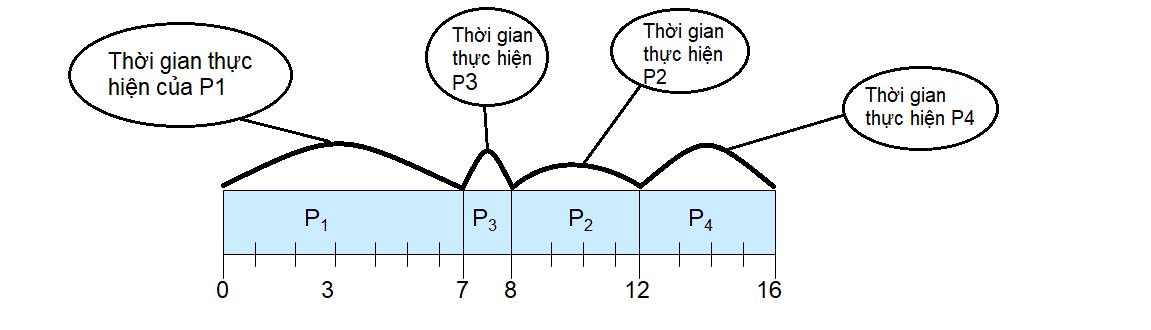 Thời gian thực
hiện của P1
Thời gian
thực hiện
P3
Thời gian
thực hiện
P2
Thời gian
thực hiện P4
P1
P3
P2
P4
0 3 7 8 12 16